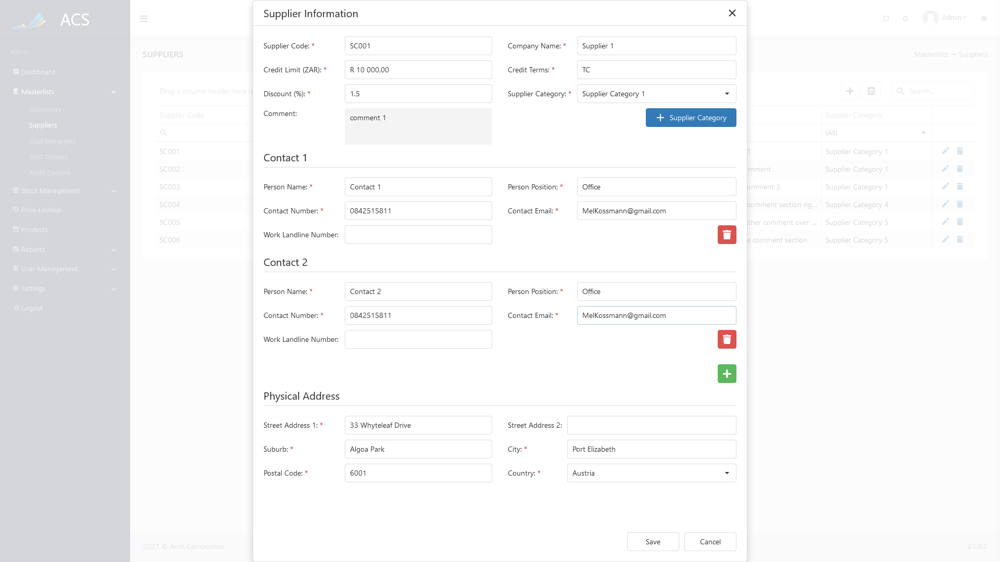 ACS
MENU
Dashboard
Masterlists
Customers
Suppliers
Cost Managers
Cost Centers
Profit Centers
Stock Management
Price-Lookup
Products
Reports
User Management
Settings
Logout
Admin
SUPPLIERS
Masterlists → Suppliers
Drag a column header here to
Search...
Supplier Code
Supplier Category
(All)
SC001
1
Supplier Category 1
SC002
mment
Supplier Category 1
SC003
omment 3
Supplier Category 1
SC004
comment section rig...
Supplier Category 4
SC005
ther comment over ...
Supplier Category 5
SC006
s comment section
Supplier Category 5
2021 © Amfi Composites.
V1.0.0
Supplier Information
Supplier Code: * SC001
Company Name: * Supplier 1
Credit Limit (ZAR): * R 10 000,00
Credit Terms: * TC
Discount (%): * 1.5
Supplier Category: * Supplier Category 1
Comment: comment 1
Supplier Category
Contact 1
Person Name: * Contact 1
Person Position: * Office
Contact Number: * 0842515811
Contact Email: * MelKossmann@gmail.com
Work Landline Number:
Contact 2
Person Name: * Contact 2
Person Position: * Office
Contact Number: * 0842515811
Contact Email: * MelKossmann@gmail.com
Work Landline Number:
Physical Address
Street Address 1: * 33 Whyteleaf Drive
Street Address 2:
Suburb: * Algoa Park
City: * Port Elizabeth
Postal Code: * 6001
Country: * Austria
Save
Cancel